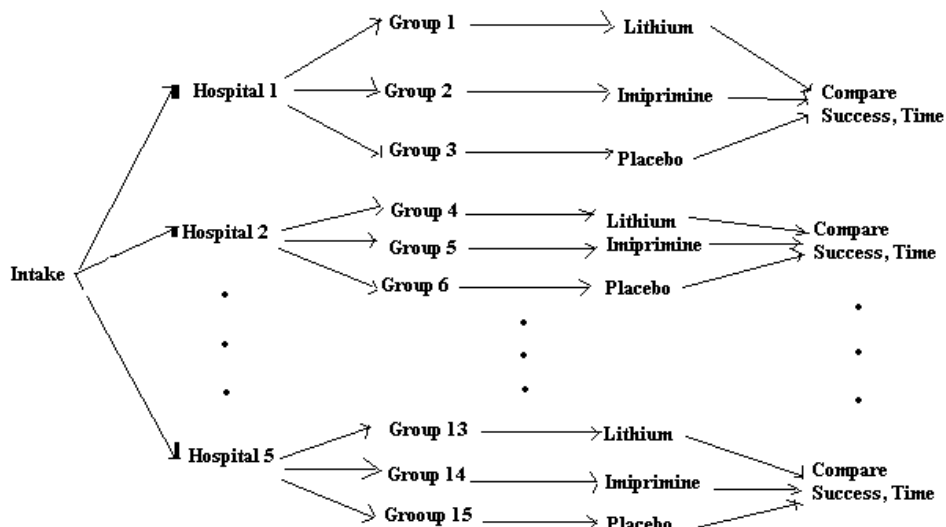 Group 1
Lithium
Hospital 1
Group 2
Imiprimine
Compare
Success, Time
Group 3
Placebo
Group 4
Lithium
Hospital 2
Group 5
Imiprimine
Compare
Success, Time
Intake
Group 6
Placebo
Group 13
Lithium
Hospital 5
Group 14
Imiprimine
Compare
Success, Time
Grooup 15
Placebo